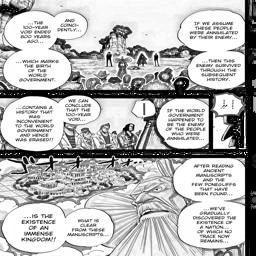 IF WE ASSUME
THESE PEOPLE
WERE
ANNIHILATED
BY THEIR
ENEMY...
...THEN THIS
ENEMY SURVIVED
THROUGH THE
SUBSEQUENT
HISTORY.
AND
COINCI-
DENTLY...
...THE
100-YEAR
VOID ENDED
800 YEARS
AGO...
...WHICH MARKS
THE BIRTH
OF THE
WORLD
GOVERNMENT.
...!
!
IF THE WORLD
GOVERNMENT
HAPPENED TO
BE THE ENEMY
OF THE PEOPLE
WHO WERE
ANNIHILATED...
WE CAN
CONCLUDE
THAT THE
100-YEAR
VOID...
...CONTAINS A
HISTORY THAT
WAS
INCONVENIENT
TO THE WORLD
GOVERNMENT
AND HENCE
WAS ERASED!!
AFTER READING
ANCIENT
MANUSCRIPTS
AND THE
FEW PONEGLIFFS
THAT HAVE
BEEN FOUND...
...WE'VE
GRADUALLY
DISCOVERED THE
EXISTENCE OF
A NATION...
OF WHICH
NO TRACE
NOW
REMAINS...
WHAT IS
CLEAR FROM
THESE
MANUSCRIPTS...
...IS THE
EXISTENCE
OF AN
IMMENSE
KINGDOM!!